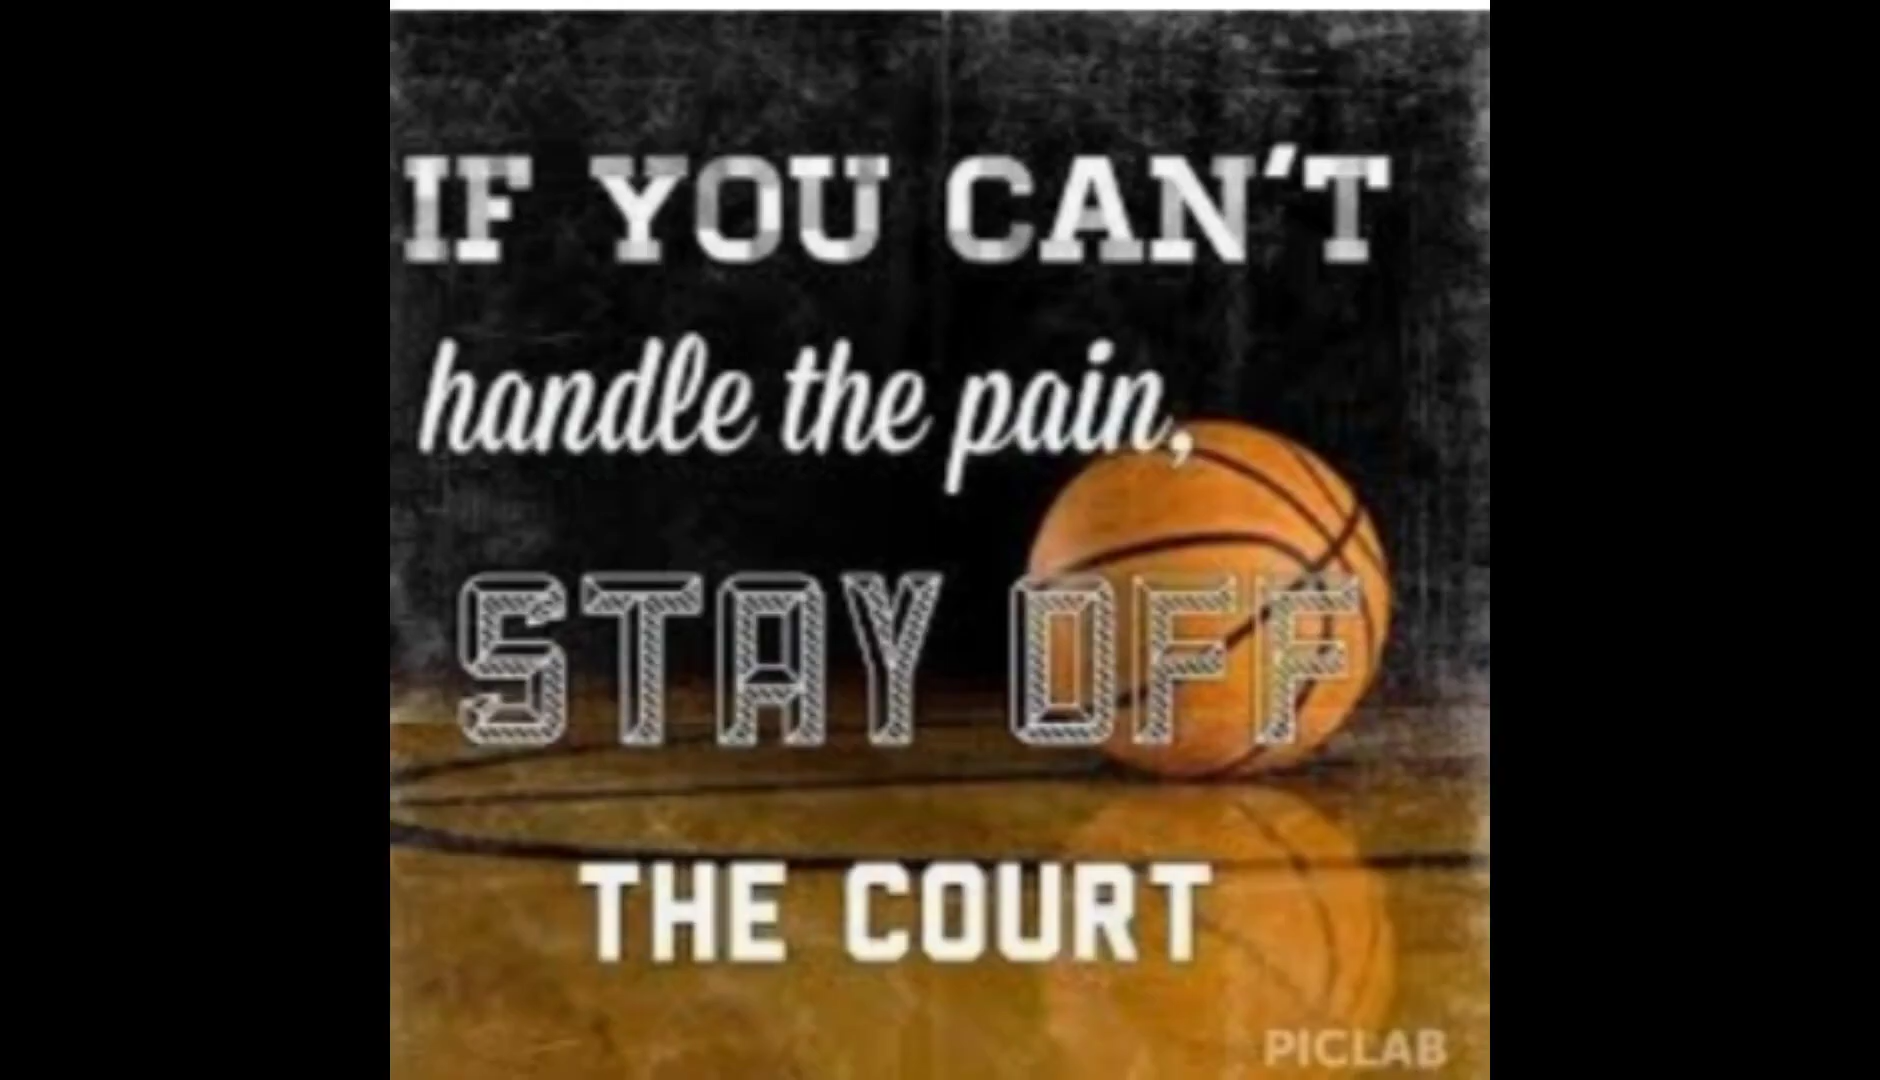 IF YOU CAN'T
handle the pain,
STAY OFF
THE COURT
PICLAB